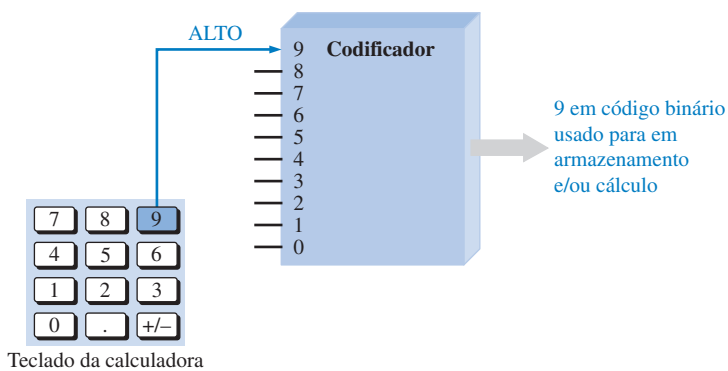 ALTO
9 Codificador
8
7
6
5
4
3
2
1
0
9 em código binário
usado para em
armazenamento
e/ou cálculo
7 8 9
4 5 6
1 2 3
0 . +/–
Teclado da calculadora